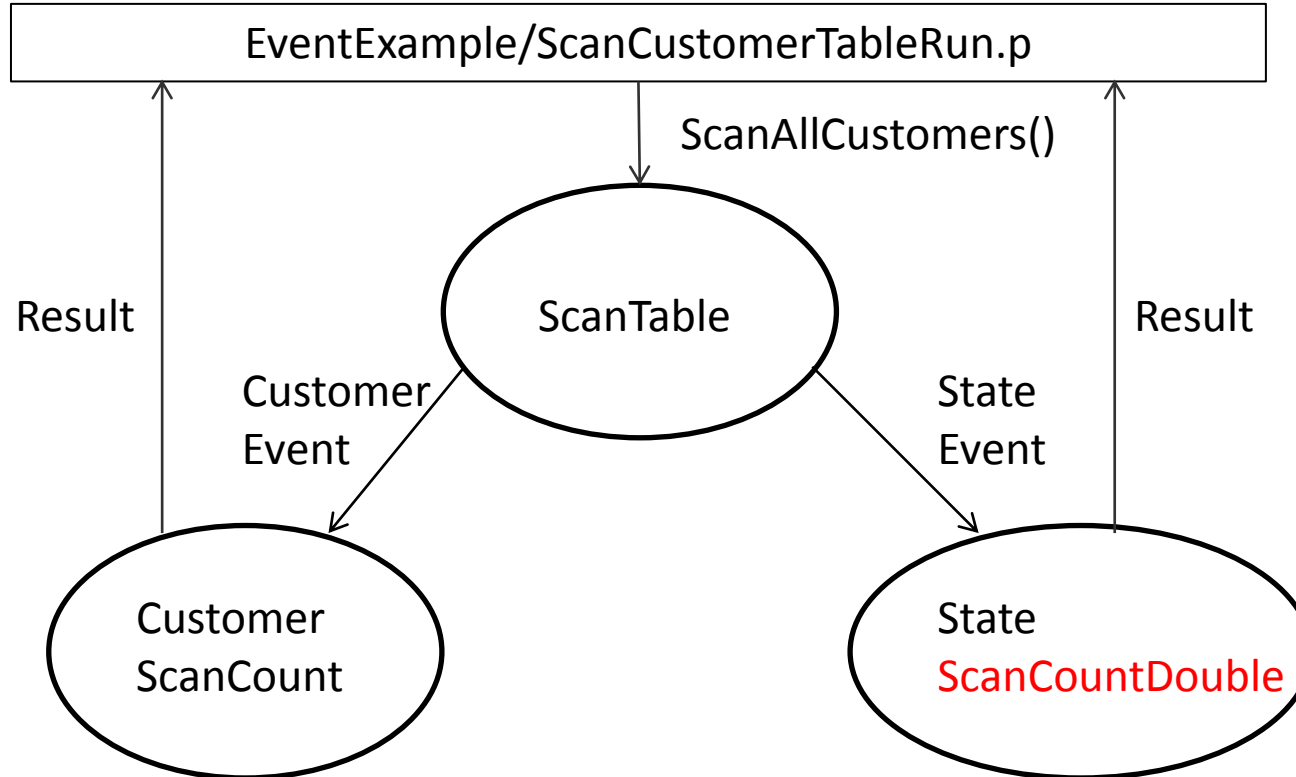 EventExample/ScanCustomerTableRun.p
ScanAllCustomers()
Result
ScanTable
Result
Customer
Event
State
Event
Customer
ScanCount
State
ScanCountDouble